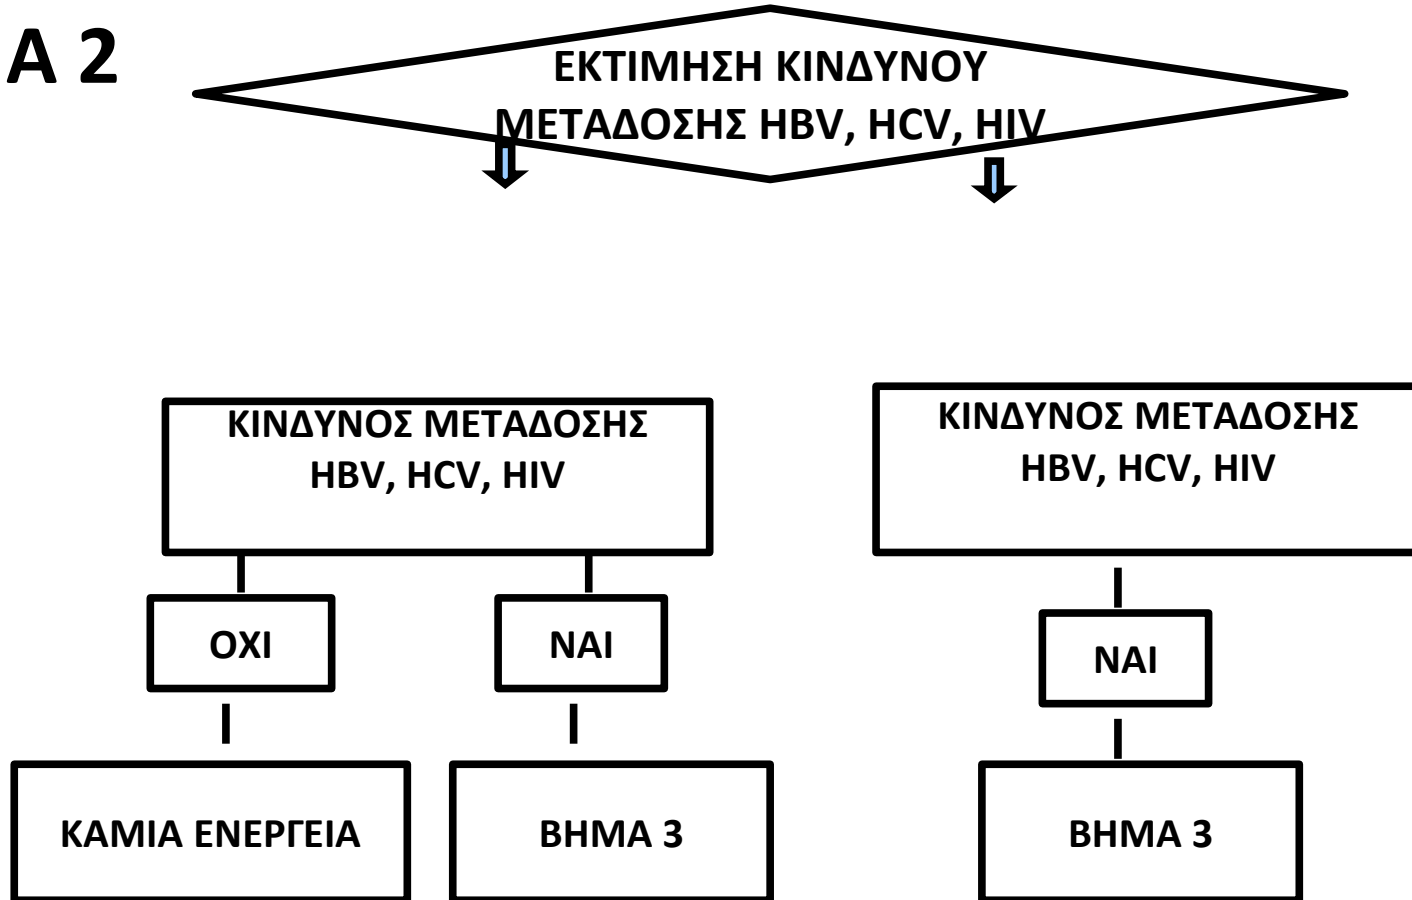 Α 2
ΕΚΤΙΜΗΣΗ ΚΙΝΔΥΝΟΥ
ΜΕΤΑΔΟΣΗΣ HBV, HCV, HIV
ΚΙΝΔΥΝΟΣ ΜΕΤΑΔΟΣΗΣ
HBV, HCV, HIV
ΚΙΝΔΥΝΟΣ ΜΕΤΑΔΟΣΗΣ
HBV, HCV, HIV
ΟΧΙ
ΝΑΙ
ΝΑΙ
ΚΑΜΙΑ ΕΝΕΡΓΕΙΑ
ΒΗΜΑ 3
ΒΗΜΑ 3